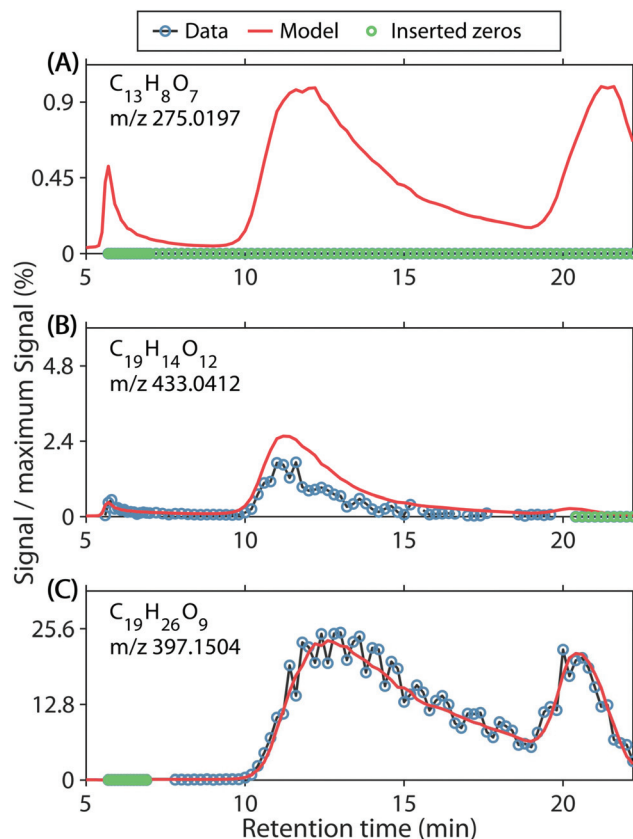 Data Model Inserted zeros
(A)
C13H8O7
m/z 275.0197
0.9
0.45
0
5 10 15 20
(B)
C19H14O12
m/z 433.0412
4.8
2.4
0
5 10 15 20
Signal / maximum Signal (%)
(C)
C19H26O9
m/z 397.1504
25.6
12.8
0
5 10 15 20
Retention time (min)